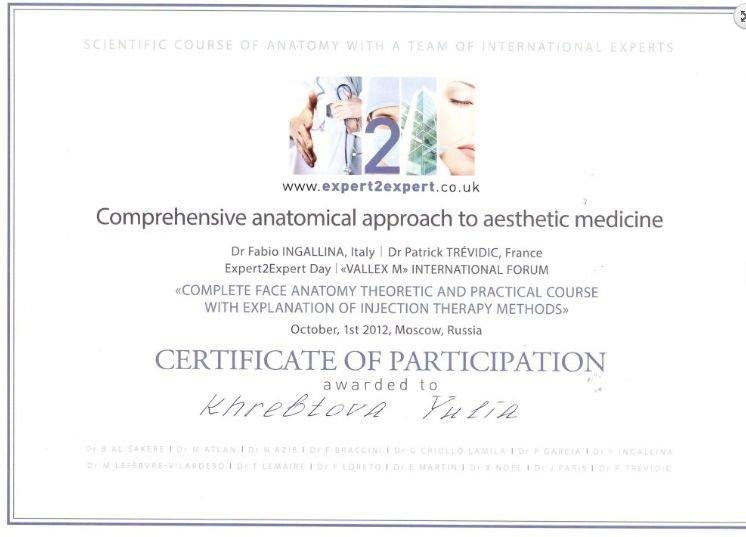 SCIENTIFIC COURSE OF ANATOMY WITH A TEAM OF INTERNATIONAL EXPERTS
2
www.expert2expert.co.uk
Comprehensive anatomical approach to aesthetic medicine
Dr Fabio INGALLINA, Italy | Dr Patrick TRÉVIDIC, France
Expert2Expert Day | «VALLEX M» INTERNATIONAL FORUM
«COMPLETE FACE ANATOMY THEORETIC AND PRACTICAL COURSE
WITH EXPLANATION OF INJECTION THERAPY METHODS»
October, 1st 2012, Moscow, Russia
CERTIFICATE OF PARTICIPATION
awarded to
Khrebtova Yulia
Dr B AL SAKERE | Dr M ATLAN | Dr N AZIB | Dr F BRACCINI | Dr G CRIOLLO LAMILA | Dr P GARCIA | Dr F INGALLINA
Dr M LEFÈBVRE-VILARDEBO | Dr T LEMAIRE | Dr F LORETO | Dr E MARTIN | Dr X NOEL | Dr J PARIS | Dr P TREVIDIC